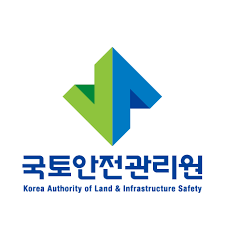 국토안전관리원
Korea Authority of Land & Infrastructure Safety